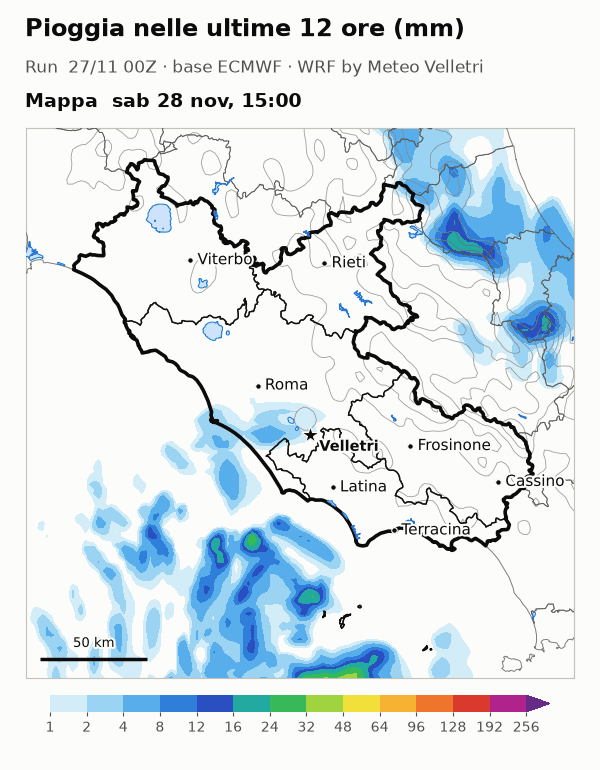 Pioggia nelle ultime 12 ore (mm)
Run  27/11 00Z · base ECMWF · WRF by Meteo Velletri
Mappa  sab 28 nov, 15:00
Viterbo
Rieti
Roma
Velletri
Frosinone
Cassino
Latina
Terracina
50 km
1 2 4 8 12 16 24 32 48 64 96 128 192 256